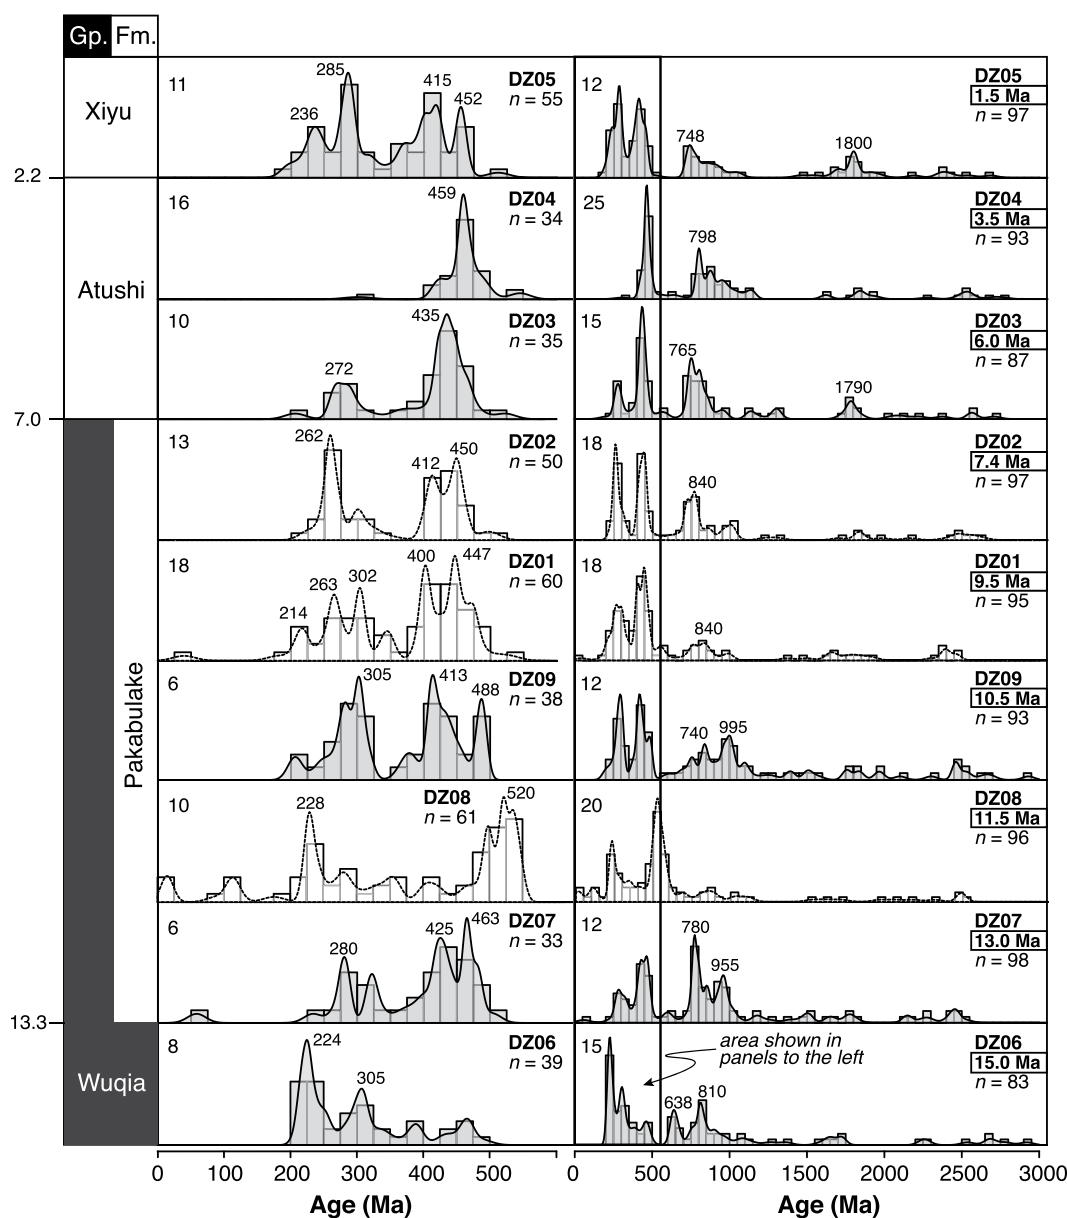 Gp. Fm.
Xiyu
2.2
Atushi
7.0
Pakabulake
13.3
Wuqia
11
236
285
415
452
DZ05
n = 55
12
748
1800
DZ05
1.5 Ma
n = 97
16
459
DZ04
n = 34
25
798
DZ04
3.5 Ma
n = 93
10
272
435
DZ03
n = 35
15
765
1790
DZ03
6.0 Ma
n = 87
13
262
412
450
DZ02
n = 50
18
840
DZ02
7.4 Ma
n = 97
18
214
263
302
400
447
DZ01
n = 60
18
840
DZ01
9.5 Ma
n = 95
6
305
413
488
DZ09
n = 38
12
740
995
DZ09
10.5 Ma
n = 93
10
228
520
DZ08
n = 61
20
DZ08
11.5 Ma
n = 96
6
280
425
463
DZ07
n = 33
12
780
955
DZ07
13.0 Ma
n = 98
8
224
305
DZ06
n = 39
15
area shown in
panels to the left
638
810
DZ06
15.0 Ma
n = 83
0 100 200 300 400 500
0 500 1000 1500 2000 2500 3000
Age (Ma)
Age (Ma)